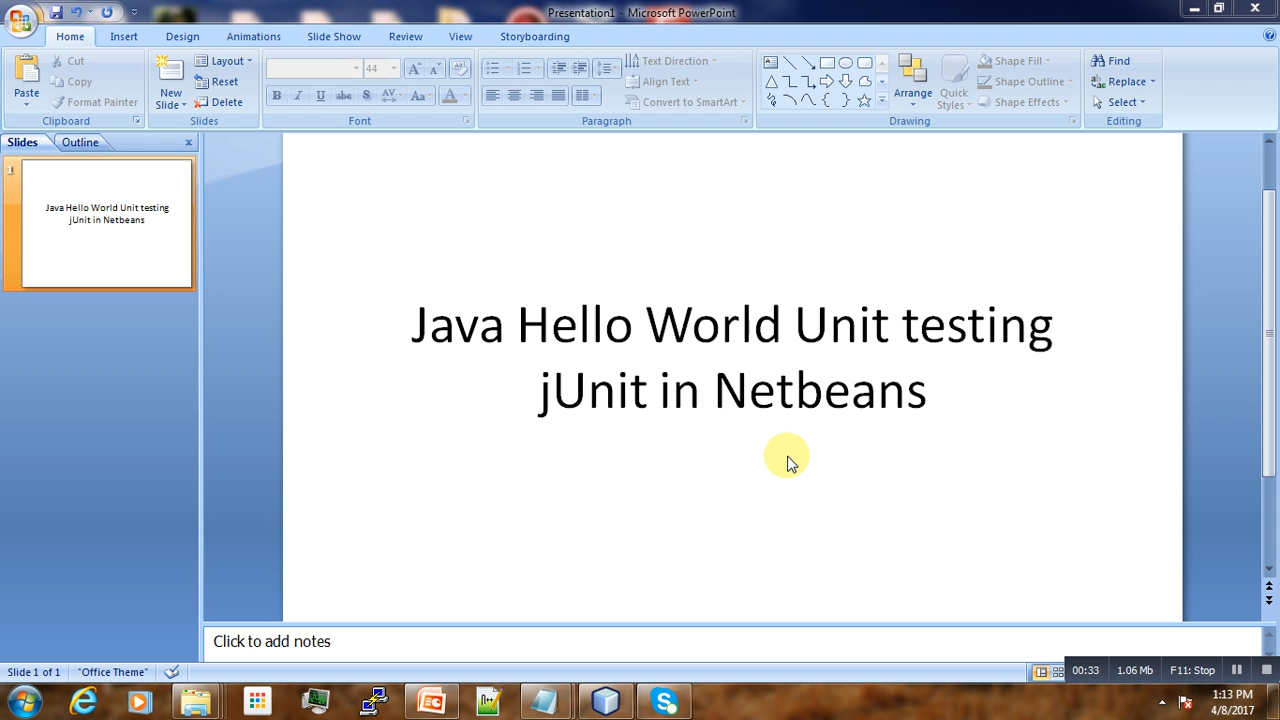 Presentation1 - Microsoft PowerPoint
Home Insert Design Animations Slide Show Review View Storyboarding
Paste
Cut
Copy
Format Painter
Clipboard
New
Slide
Layout
Reset
Delete
Slides
44
B I U abc S AV Aa A
Font
Text Direction
Align Text
Convert to SmartArt
Paragraph
Arrange
Quick
Styles
Shape Fill
Shape Outline
Shape Effects
Drawing
Find
Replace
Select
Editing
Slides Outline
1
Java Hello World Unit testing
jUnit in Netbeans
Java Hello World Unit testing
jUnit in Netbeans
Click to add notes
Slide 1 of 1 "Office Theme"
00:33 1.06 Mb F11: Stop
1:13 PM
4/8/2017